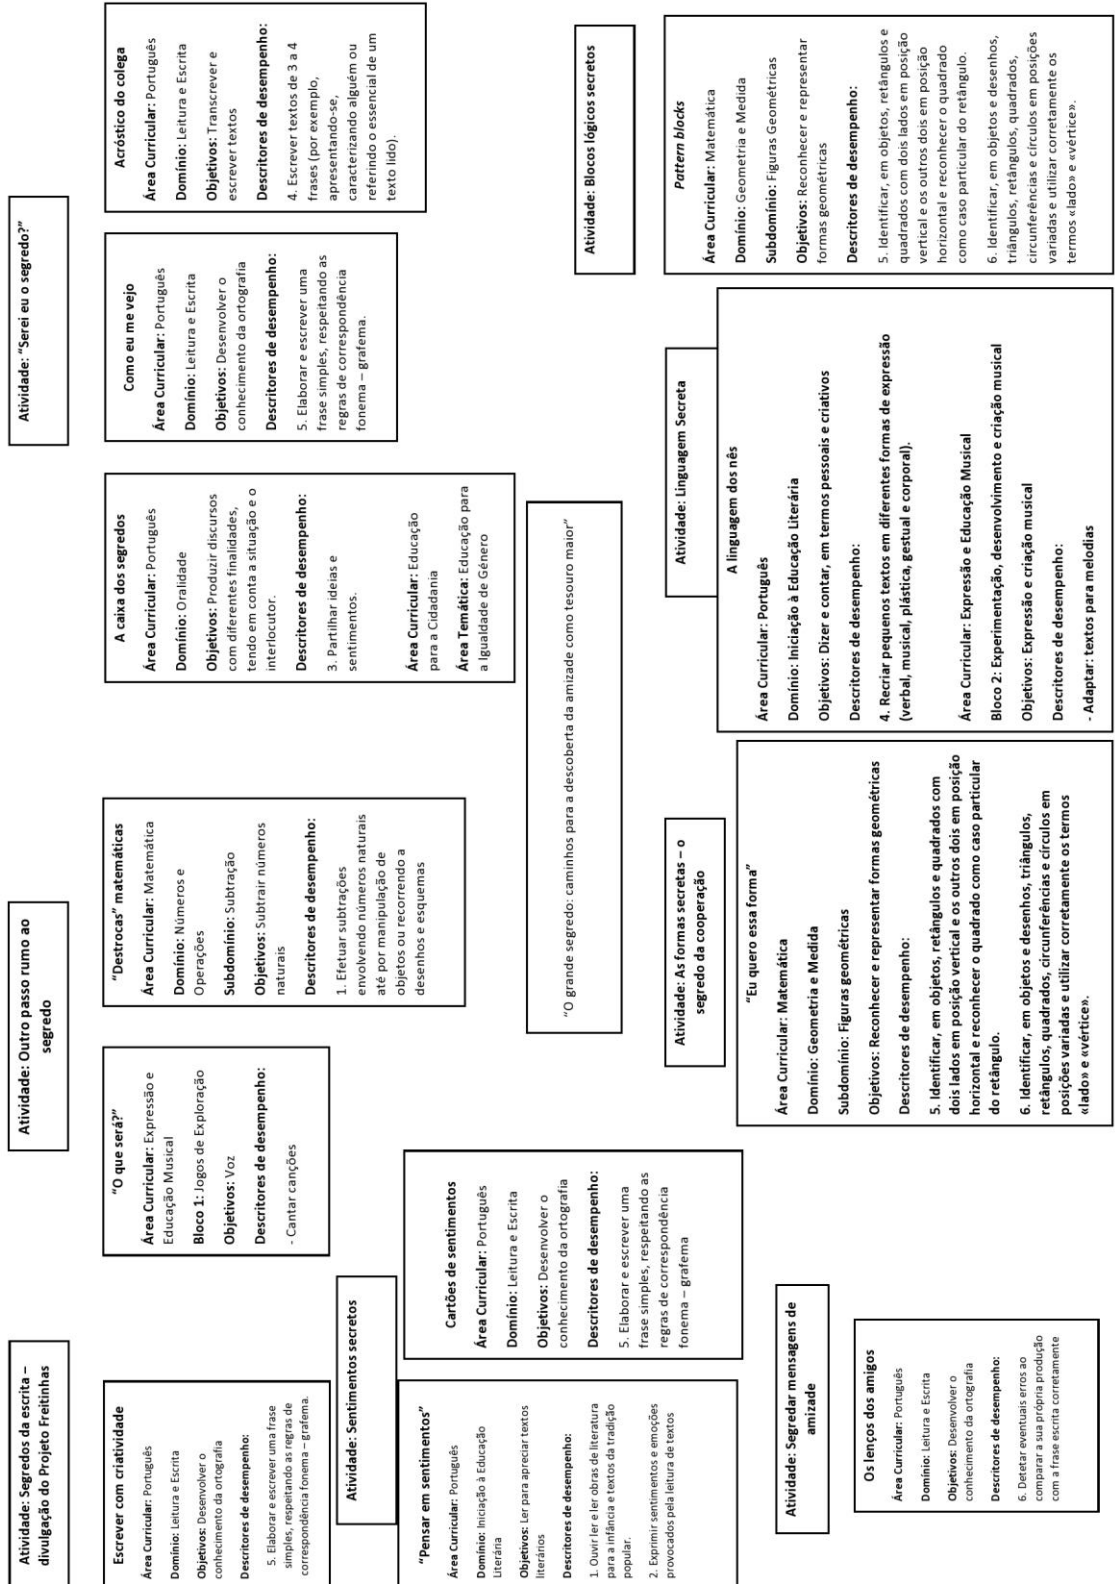 Atividade: Segredos da escrita –
divulgação do Projeto Freitinhas
Escrever com criatividade
Área Curricular: Português
Domínio: Leitura e Escrita
Objetivos: Desenvolver o
conhecimento da ortografia
Descritores de desempenho:
5. Elaborar e escrever uma frase
simples, respeitando as regras de
correspondência fonema – grafema.
Atividade: Outro passo rumo ao
segredo
"O que será?"
Área Curricular: Expressão e
Educação Musical
Bloco 1: Jogos de Exploração
Objetivos: Voz
Descritores de desempenho:
- Cantar canções
"Destrocas" matemáticas
Área Curricular: Matemática
Domínio: Números e
Operações
Subdomínio: Subtração
Objetivos: Subtrair números
naturais
Descritores de desempenho:
1. Efetuar subtrações
envolvendo números naturais
até por manipulação de
objetos ou recorrendo a
desenhos e esquemas
Atividade: "Serei eu o segredo?"
A caixa dos segredos
Área Curricular: Português
Domínio: Oralidade
Objetivos: Produzir discursos
com diferentes finalidades,
tendo em conta a situação e o
interlocutor.
Descritores de desempenho:
3. Partilhar ideias e
sentimentos.
Área Curricular: Educação
para a Cidadania
Área Temática: Educação para
a Igualdade de Género
Como eu me vejo
Área Curricular: Português
Domínio: Leitura e Escrita
Objetivos: Desenvolver o
conhecimento da ortografia
Descritores de desempenho:
5. Elaborar e escrever uma
frase simples, respeitando as
regras de correspondência
fonema – grafema.
Acróstico do colega
Área Curricular: Português
Domínio: Leitura e Escrita
Objetivos: Transcrever e
escrever textos
Descritores de desempenho:
4. Escrever textos de 3 a 4
frases (por exemplo,
apresentando-se,
caracterizando alguém ou
referindo o essencial de um
texto lido).
Atividade: Sentimentos secretos
"Pensar em sentimentos"
Área Curricular: Português
Domínio: Iniciação à Educação
Literária
Objetivos: Ler para apreciar textos
literários
Descritores de desempenho:
1. Ouvir ler e ler obras de literatura
para a infância e textos da tradição
popular.
2. Exprimir sentimentos e emoções
provocados pela leitura de textos
Cartões de sentimentos
Área Curricular: Português
Domínio: Leitura e Escrita
Objetivos: Desenvolver o
conhecimento da ortografia
Descritores de desempenho:
5. Elaborar e escrever uma
frase simples, respeitando as
regras de correspondência
fonema – grafema
"O grande segredo: caminhos para a descoberta da amizade como tesouro maior"
Atividade: Segredar mensagens de
amizade
Os lenços dos amigos
Área Curricular: Português
Domínio: Leitura e Escrita
Objetivos: Desenvolver o
conhecimento da ortografia
Descritores de desempenho:
6. Detetar eventuais erros ao
comparar a sua própria produção
com a frase escrita corretamente
Atividade: As formas secretas – o
segredo da cooperação
"Eu quero essa forma"
Área Curricular: Matemática
Domínio: Geometria e Medida
Subdomínio: Figuras geométricas
Objetivos: Reconhecer e representar formas geométricas
Descritores de desempenho:
5. Identificar, em objetos, retângulos e quadrados com
dois lados em posição vertical e os outros dois em posição
horizontal e reconhecer o quadrado como caso particular
do retângulo.
6. Identificar, em objetos e desenhos, triângulos,
retângulos, quadrados, circunferências e círculos em
posições variadas e utilizar corretamente os termos
«lado» e «vértice».
Atividade: Linguagem Secreta
A linguagem dos nês
Área Curricular: Português
Domínio: Iniciação à Educação Literária
Objetivos: Dizer e contar, em termos pessoais e criativos
Descritores de desempenho:
4. Recriar pequenos textos em diferentes formas de expressão
(verbal, musical, plástica, gestual e corporal).
Área Curricular: Expressão e Educação Musical
Bloco 2: Experimentação, desenvolvimento e criação musical
Objetivos: Expressão e criação musical
Descritores de desempenho:
- Adaptar: textos para melodias
Atividade: Blocos lógicos secretos
Pattern blocks
Área Curricular: Matemática
Domínio: Geometria e Medida
Subdomínio: Figuras Geométricas
Objetivos: Reconhecer e representar
formas geométricas
Descritores de desempenho:
5. Identificar, em objetos, retângulos e
quadrados com dois lados em posição
vertical e os outros dois em posição
horizontal e reconhecer o quadrado
como caso particular do retângulo.
6. Identificar, em objetos e desenhos,
triângulos, retângulos, quadrados,
circunferências e círculos em posições
variadas e utilizar corretamente os
termos «lado» e «vértice».